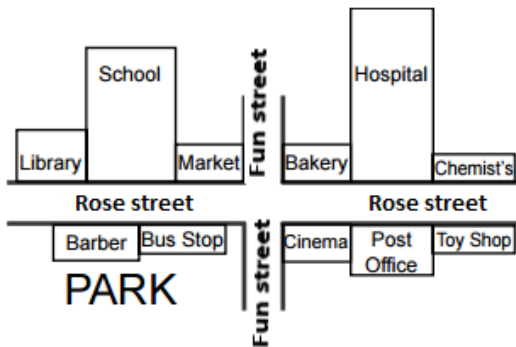 School
Hospital
Fun street
Library
Market
Bakery
Chemist's
Rose street
Rose street
Barber
Bus Stop
Cinema
Post
Office
Toy Shop
PARK
Fun street